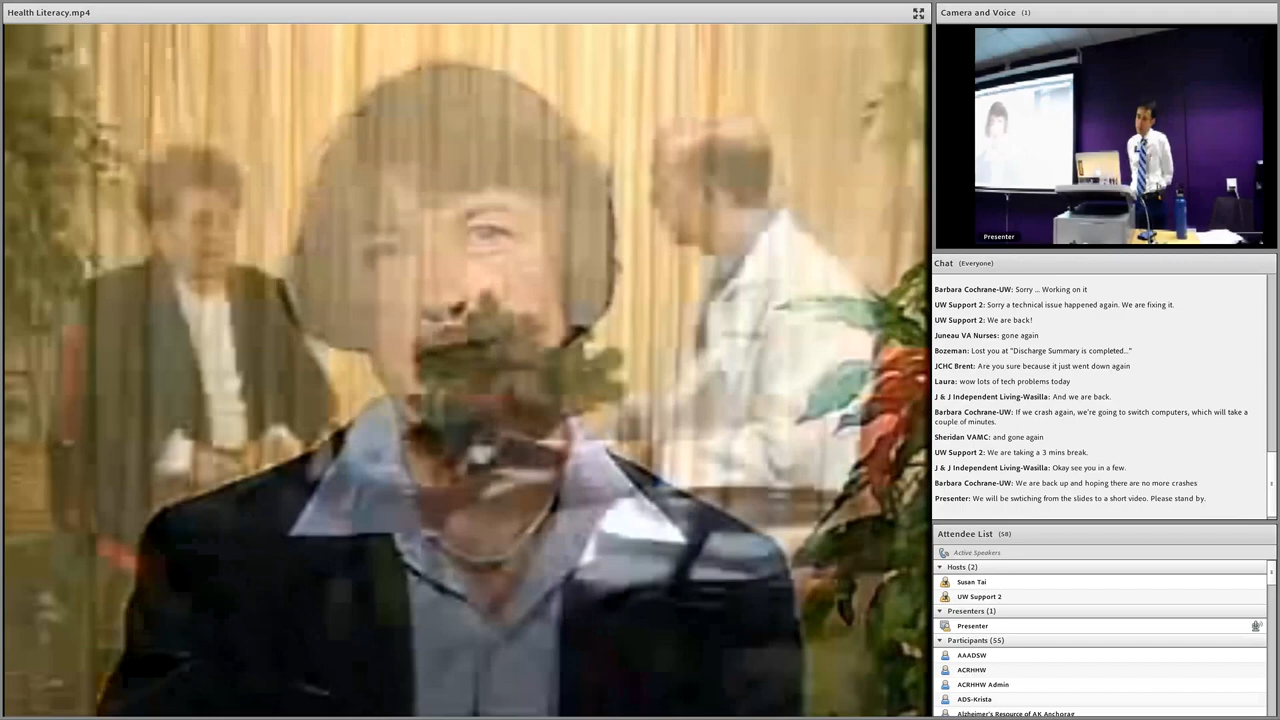 Health Literacy.mp4
Camera and Voice (1)
Presenter
Chat (Everyone)
Barbara Cochrane-UW: Sorry ... Working on it
UW Support 2: Sorry a technical issue happened again. We are fixing it.
UW Support 2: We are back!
Juneau VA Nurses: gone again
Bozeman: Lost you at "Discharge Summary is completed..."
JCHC Brent: Are you sure because it just went down again
Laura: wow lots of tech problems today
J & J Independent Living-Wasilla: And we are back.
Barbara Cochrane-UW: If we crash again, we're going to switch computers, which will take a
couple of minutes.
Sheridan VAMC: and gone again
UW Support 2: We are taking a 3 mins break.
J & J Independent Living-Wasilla: Okay see you in a few.
Barbara Cochrane-UW: We are back up and hoping there are no more crashes
Presenter: We will be swtiching from the slides to a short video. Please stand by.
Attendee List (58)
Active Speakers
Hosts (2)
Susan Tai
UW Support 2
Presenters (1)
Presenter
Participants (55)
AAADSW
ACRHHW
ACRHHW Admin
ADS-Krista
Alzheimer's Resource of AK Anchorag